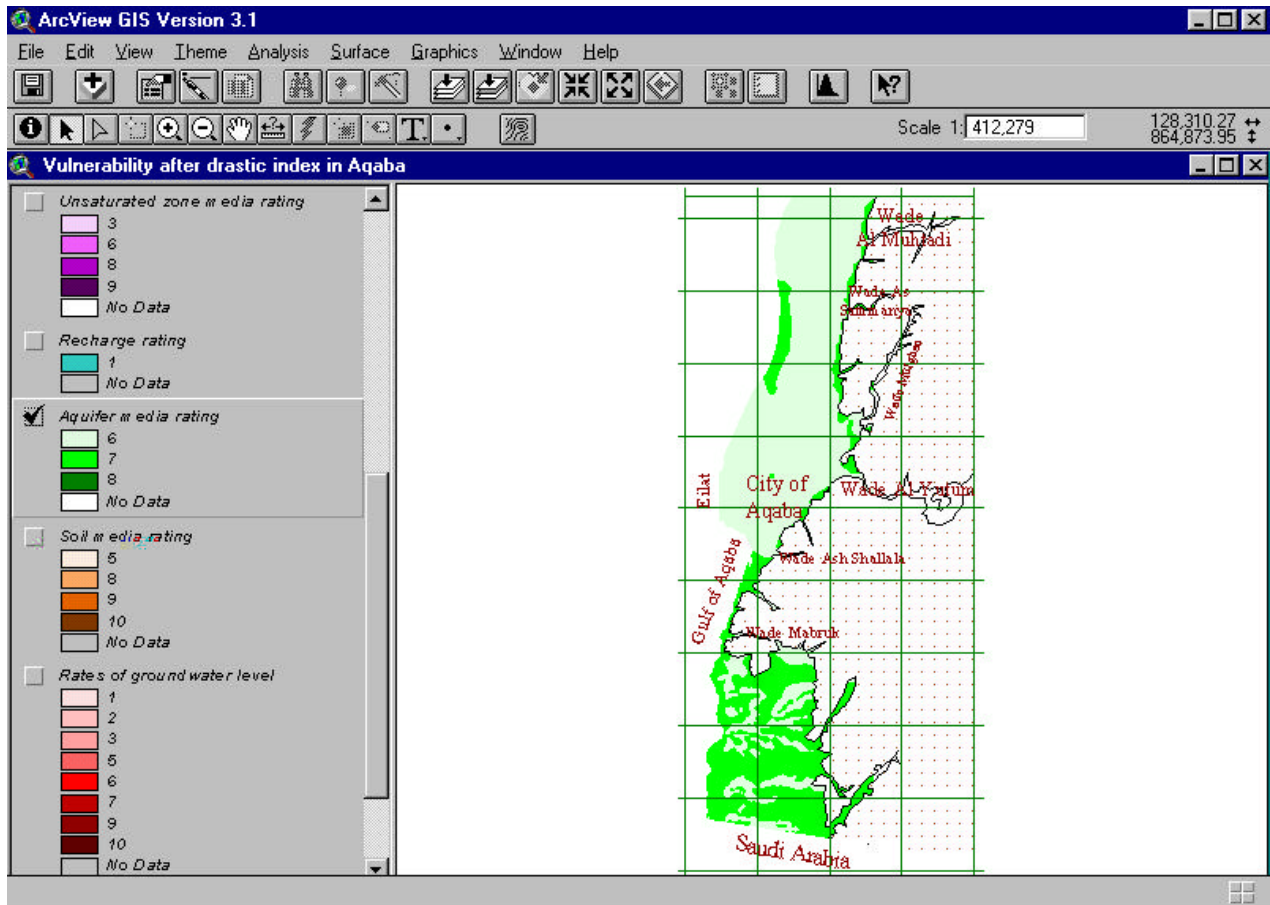 ArcView GIS Version 3.1
File Edit View Theme Analysis Surface Graphics Window Help
Scale 1: 412,279
128,310.27
864,873.95
Vulnerability after drastic index in Aqaba
Unsaturated zone media rating
3
6
8
9
No Data
Recharge rating
1
No Data
Aquifer media rating
6
7
8
No Data
Soil media rating
5
8
9
10
No Data
Rates of ground water level
1
2
3
5
6
7
9
10
No Data
Wade
Al Muhtadi
Wade As
Wade
Eilat
City of
Aqaba
Wade Al Yutum
Gulf of Aqaba
Wade Ash Shallala
Wade Mabruk
Saudi Arabia